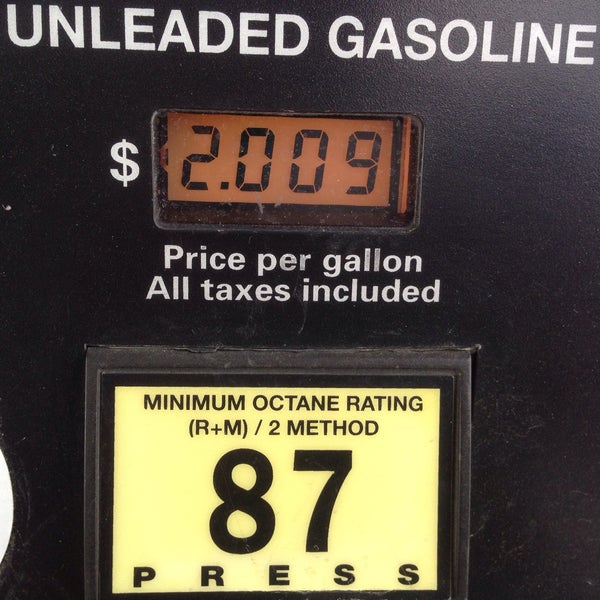 UNLEADED GASOLINE
$ 2.009
Price per gallon
All taxes included
MINIMUM OCTANE RATING
(R+M) / 2 METHOD
87
PRESS